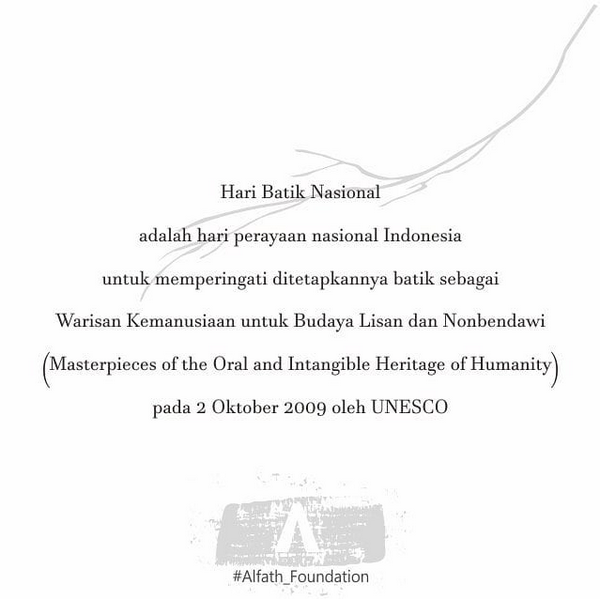 Hari Batik Nasional
adalah hari perayaan nasional Indonesia
untuk memperingati ditetapkannya batik sebagai
Warisan Kemanusiaan untuk Budaya Lisan dan Nonbendawi
(Masterpieces of the Oral and Intangible Heritage of Humanity)
pada 2 Oktober 2009 oleh UNESCO
#Alfath_Foundation